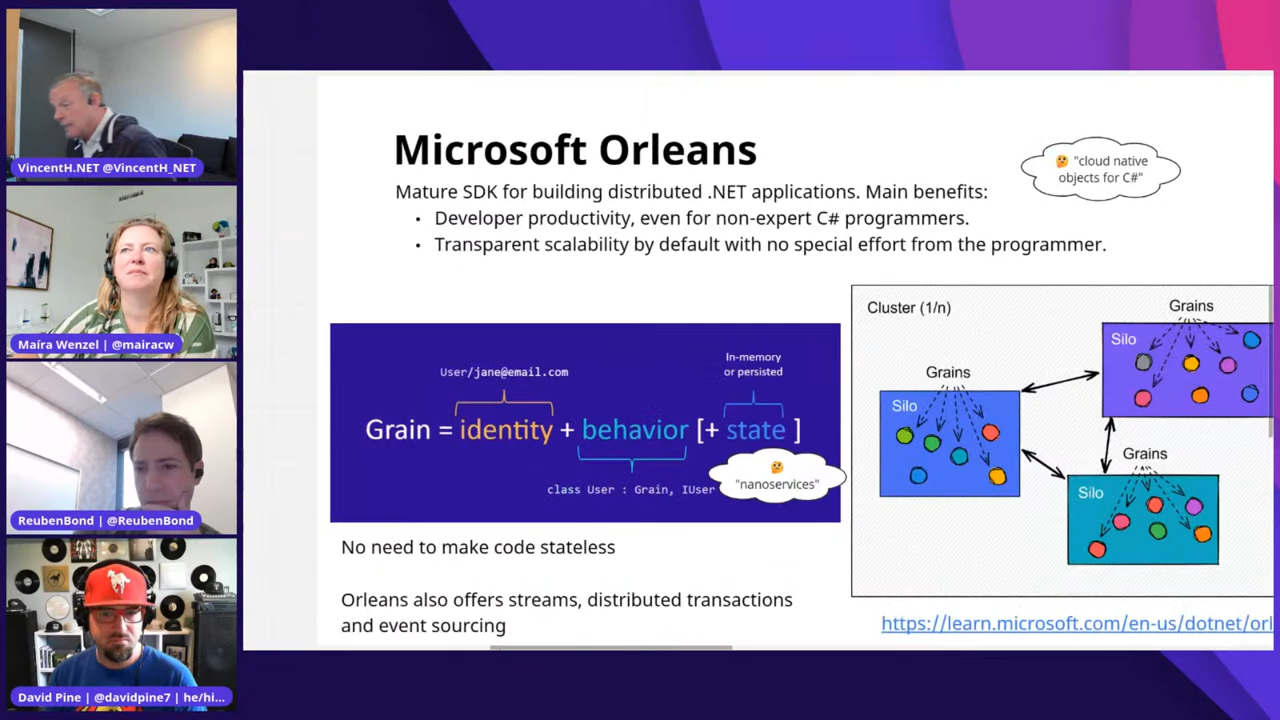 VincentH.NET @VincentH_NET
Maíra Wenzel | @mairacw
ReubenBond | @ReubenBond
David Pine | @davidpine7 | he/hi...
Microsoft Orleans
Mature SDK for building distributed .NET applications. Main benefits:
• Developer productivity, even for non-expert C# programmers.
• Transparent scalability by default with no special effort from the programmer.
🤔 "cloud native
objects for C#"
User/jane@email.com
In-memory
or persisted
Grain = identity + behavior [+ state ]
class User : Grain, IUser
🤔
"nanoservices"
No need to make code stateless
Orleans also offers streams, distributed transactions
and event sourcing
Cluster (1/n)
Grains
Silo
Grains
Silo
Grains
Silo
https://learn.microsoft.com/en-us/dotnet/orl